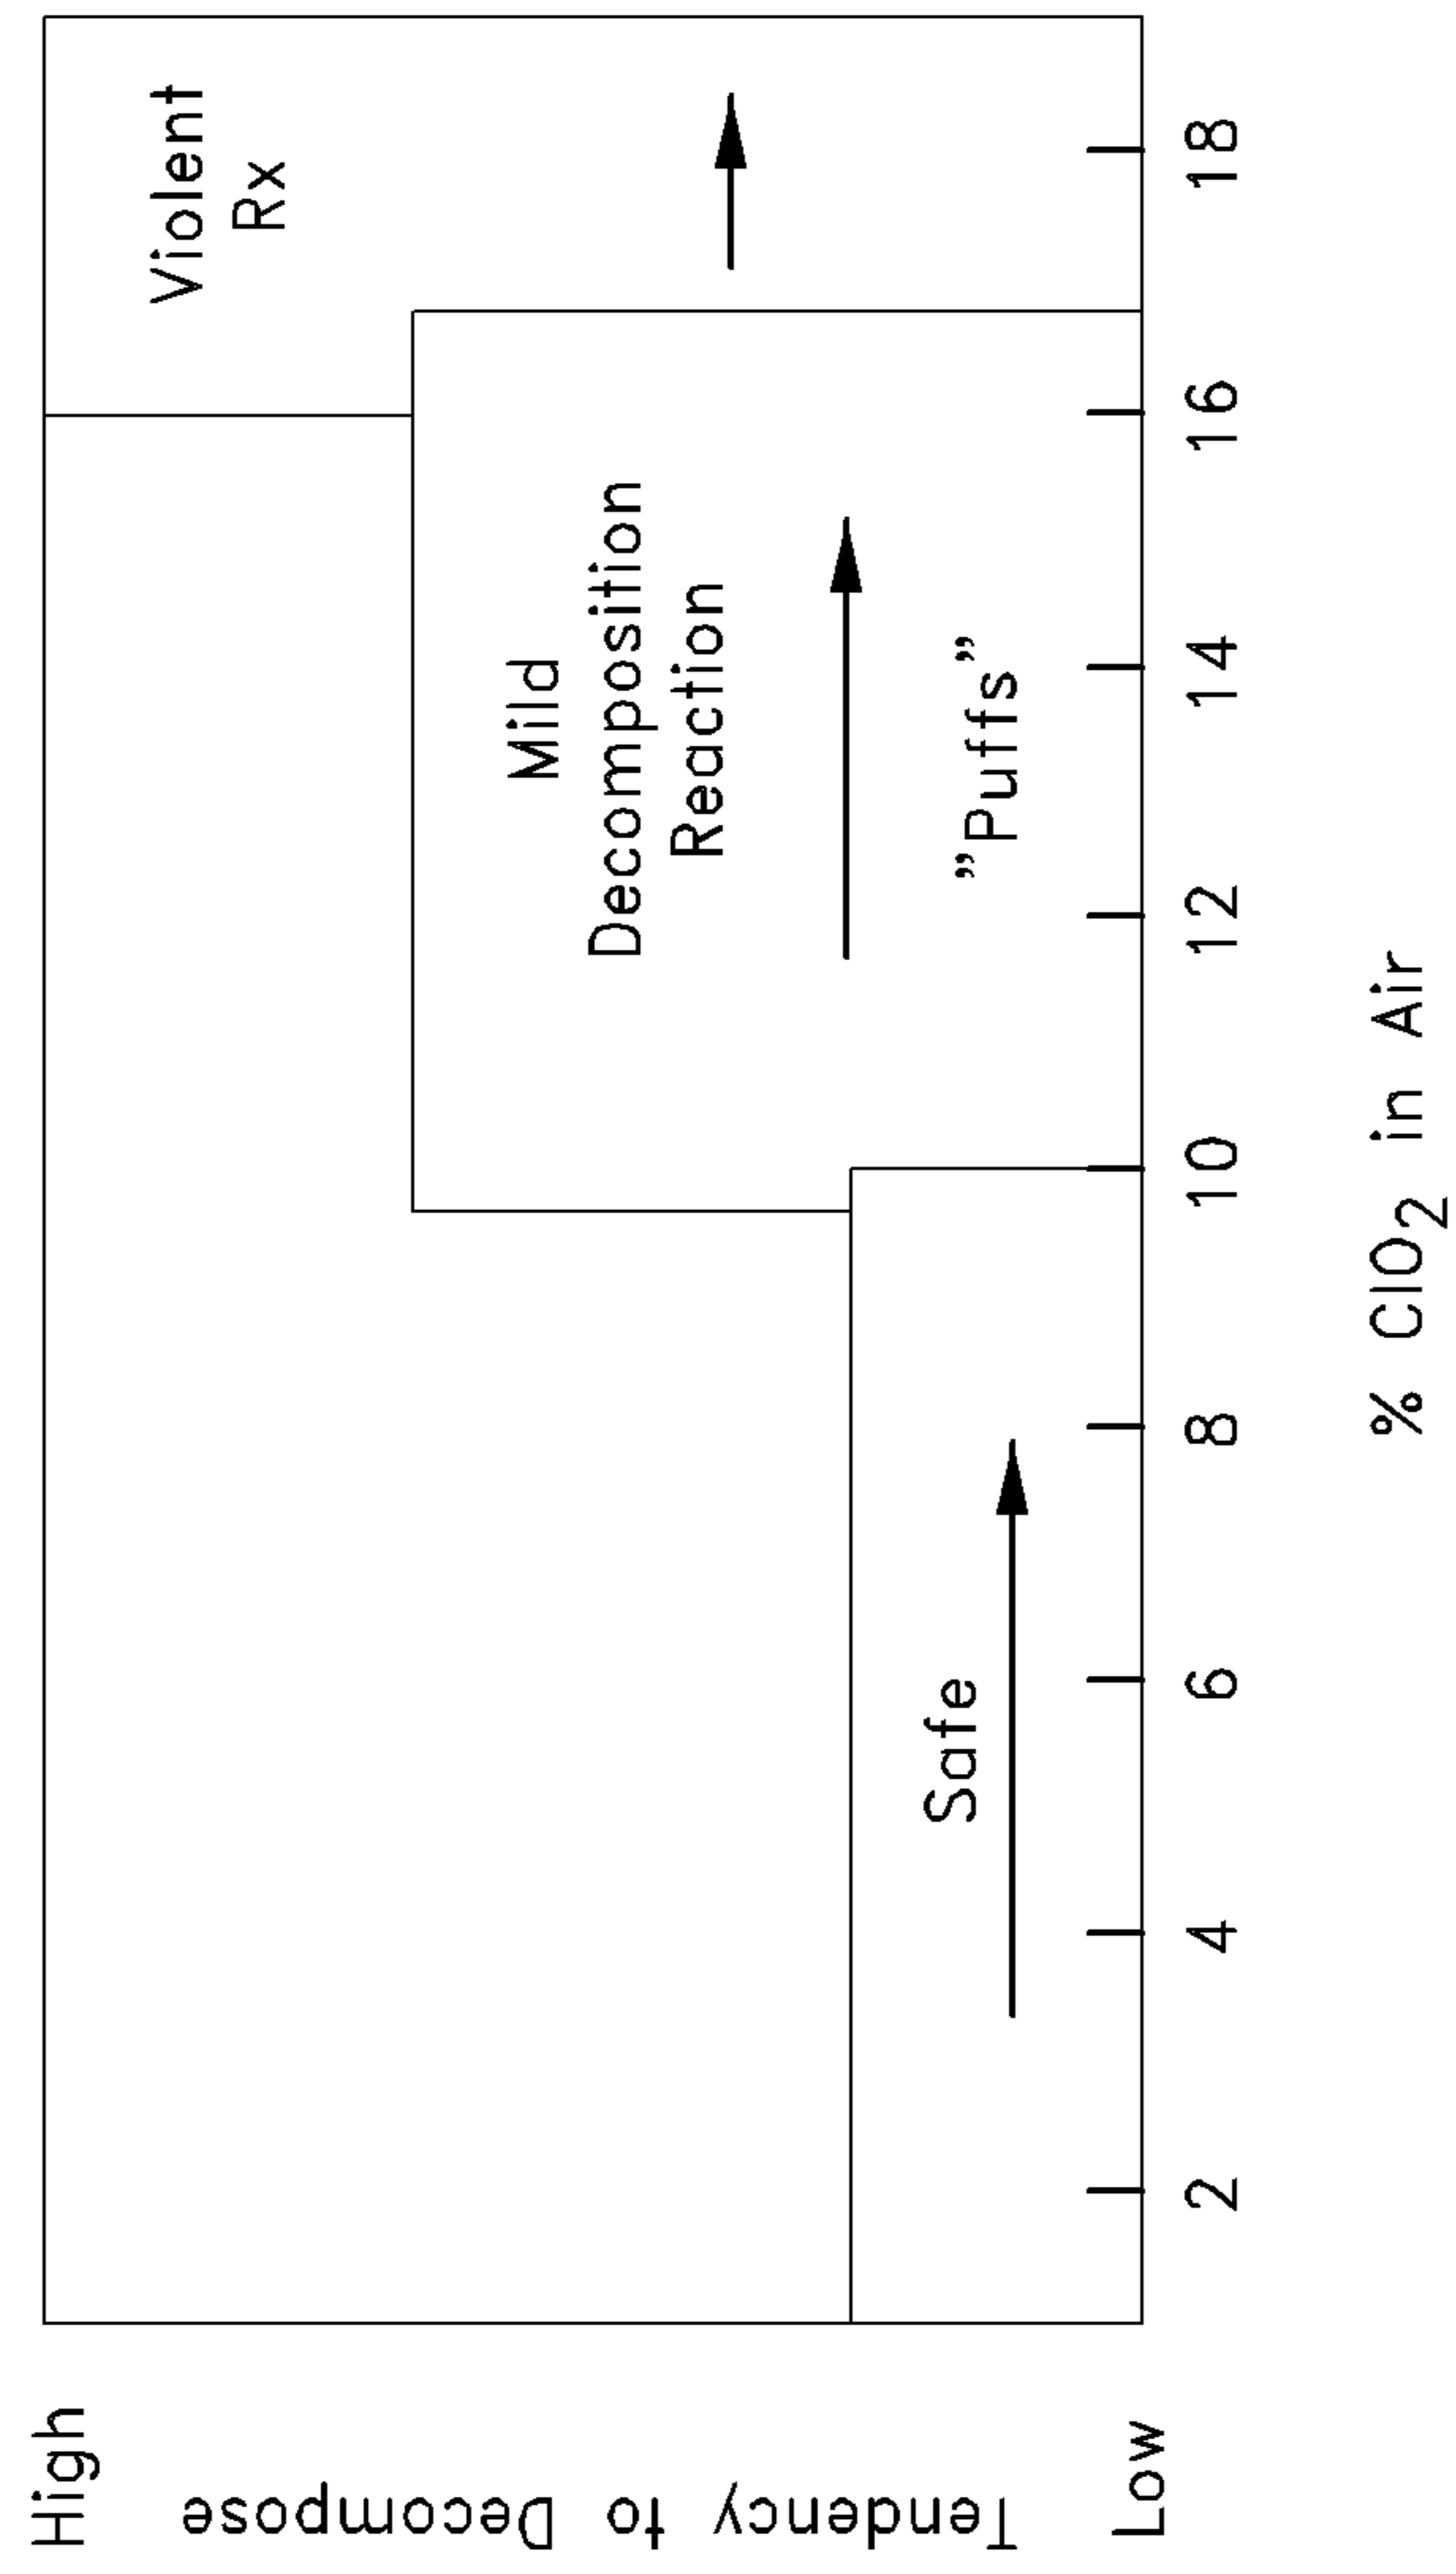 High
Tendency to Decompose
Low
Violent
Rx
Mild
Decomposition
Reaction
”Puffs”
Safe
2
4
6
8
10
12
14
16
18
% ClO₂ in Air